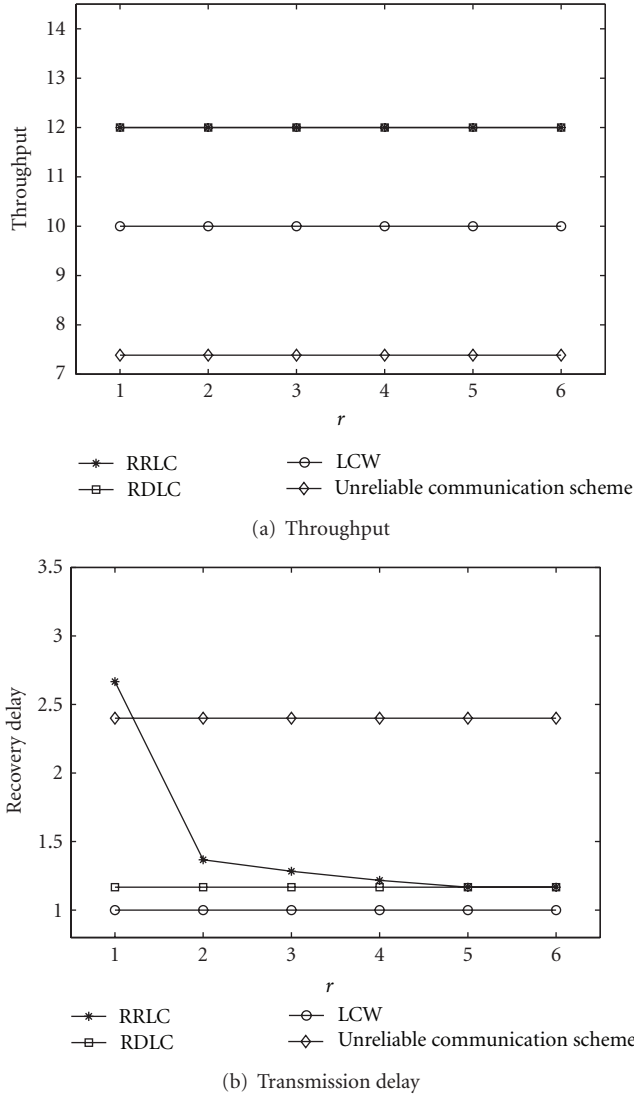 14
13
12
11
10
9
8
7
Throughput
1 2 3 4 5 6
r
RRLC
RDLC
LCW
Unreliable communication scheme
(a) Throughput
3.5
3
2.5
2
1.5
1
Recovery delay
1 2 3 4 5 6
r
RRLC
RDLC
LCW
Unreliable communication scheme
(b) Transmission delay